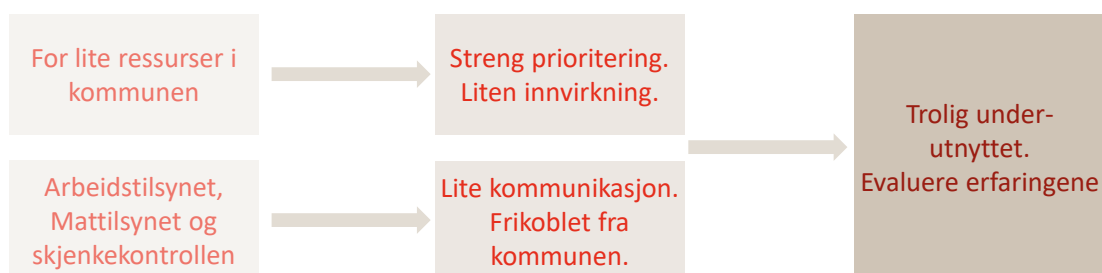 For lite ressurser i
kommunen
Streng prioritering.
Liten innvirkning.
Arbeidstilsynet,
Mattilsynet og
skjenkekontrollen
Lite kommunikasjon.
Frikoblet fra
kommunen.
Trolig under-
utnyttet.
Evaluere erfaringene